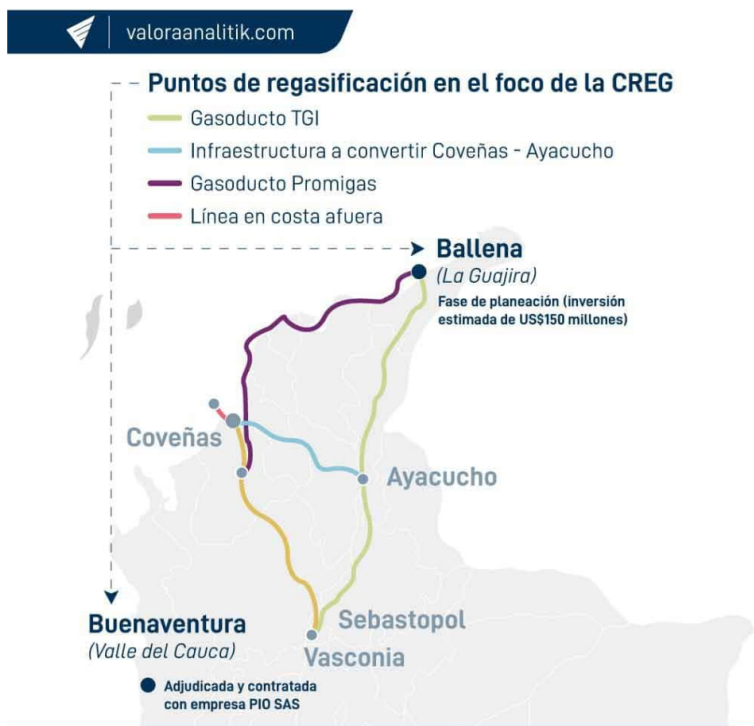 valoraanalitik.com
Puntos de regasificación en el foco de la CREG
Gasoducto TGI
Infraestructura a convertir Coveñas - Ayacucho
Gasoducto Promigas
Línea en costa afuera
Ballena
(La Guajira)
Fase de planeación (inversión
estimada de US$150 millones)
Coveñas
Ayacucho
Buenaventura
(Valle del Cauca)
Sebastopol
Vasconia
Adjudicada y contratada
con empresa PIO SAS